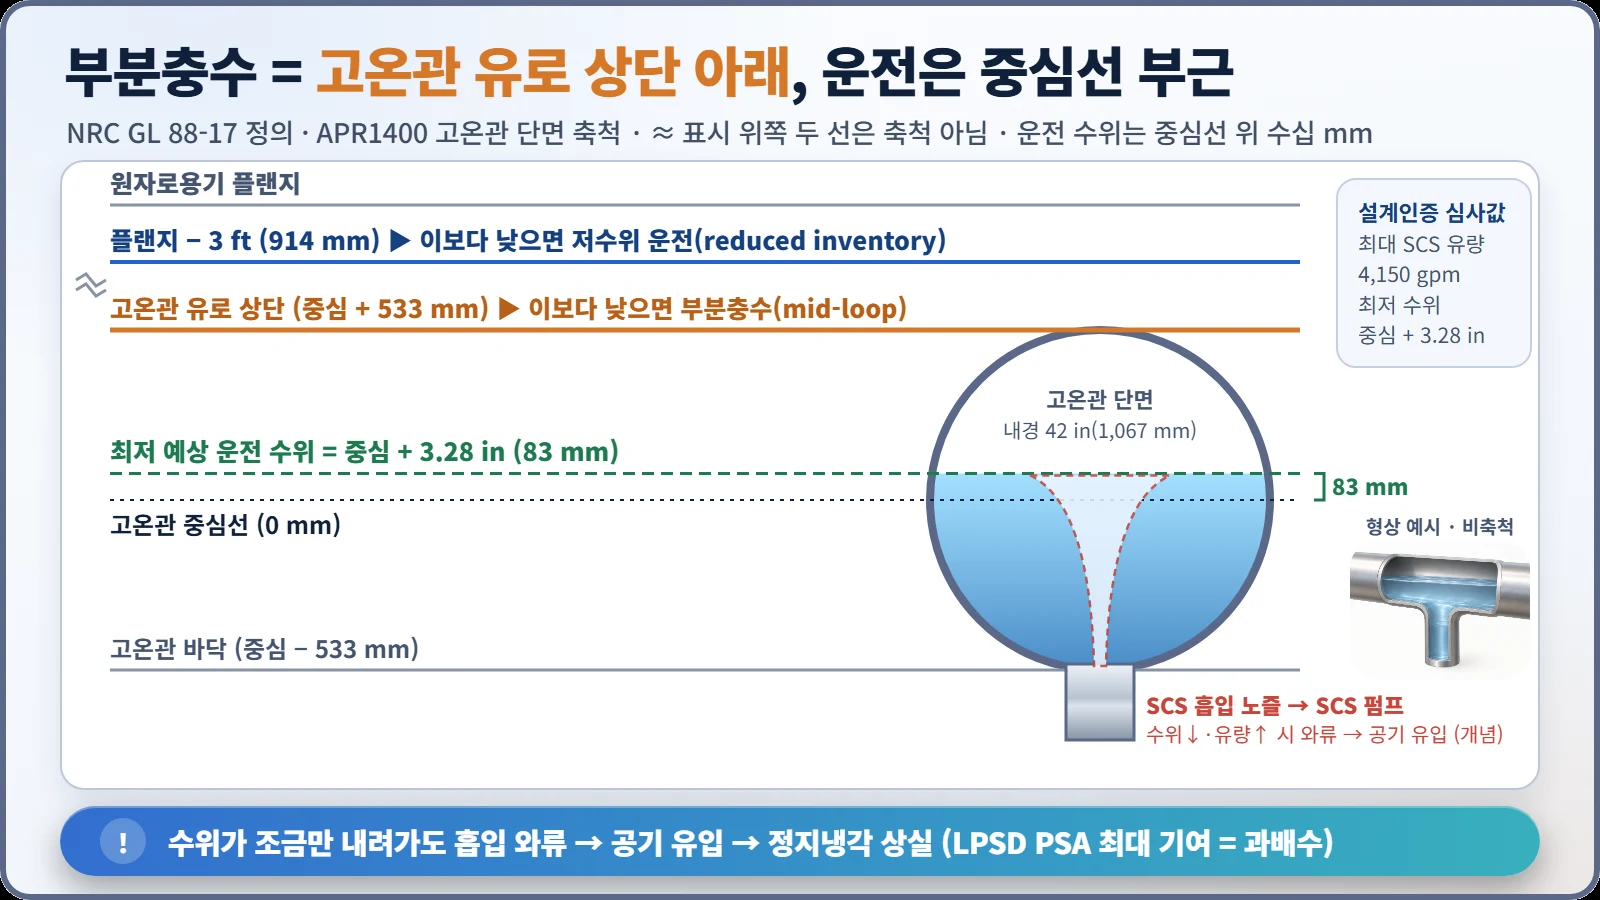 부분충수 = 고온관 유로 상단 아래, 운전은 중심선 부근
NRC GL 88-17 정의 · APR1400 고온관 단면 축척 · ≈ 표시 위쪽 두 선은 축척 아님 · 운전 수위는 중심선 위 수십 mm
원자로용기 플랜지
플랜지 − 3 ft (914 mm) ▶ 이보다 낮으면 저수위 운전(reduced inventory)
고온관 유로 상단 (중심 + 533 mm) ▶ 이보다 낮으면 부분충수(mid-loop)
설계인증 심사값
최대 SCS 유량
4,150 gpm
최저 수위
중심 + 3.28 in
고온관 단면
내경 42 in(1,067 mm)
최저 예상 운전 수위 = 중심 + 3.28 in (83 mm)
83 mm
고온관 중심선 (0 mm)
형상 예시 · 비축척
고온관 바닥 (중심 − 533 mm)
SCS 흡입 노즐 → SCS 펌프
수위↓·유량↑ 시 와류 → 공기 유입 (개념)
! 수위가 조금만 내려가도 흡입 와류 → 공기 유입 → 정지냉각 상실 (LPSD PSA 최대 기여 = 과배수)